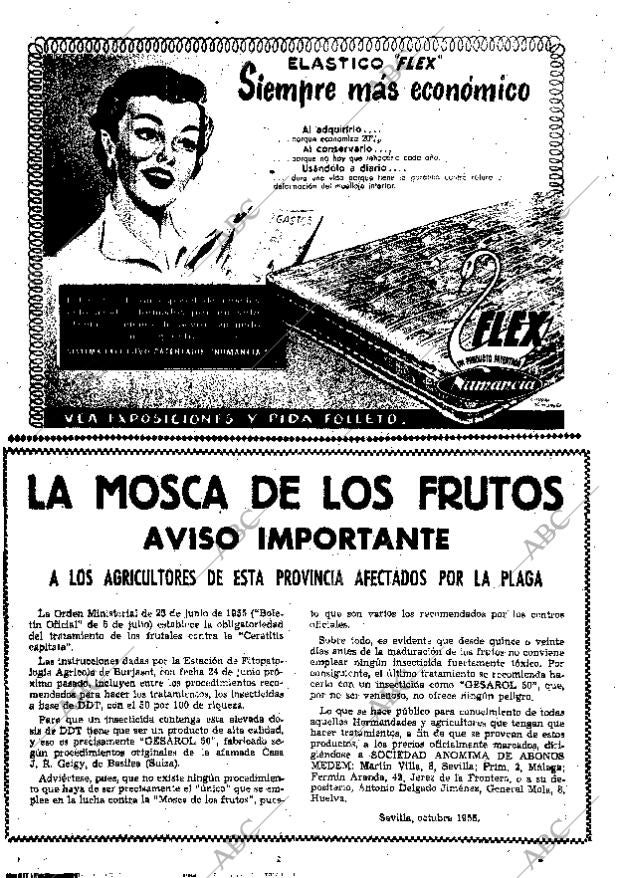 ELASTICO "FLEX"
Siempre más económico
Al adquirirlo....
...porque economiza 20%
Al conservarlo....
...porque no hay que rehacerlo cada año.
Usándolo a diario....
...dura una vida porque tiene la garantía contra rotura o
deformación del muellaje interior.
GASTOS
FLEX
UN PRODUCTO PATENTADO
Numancia
SISTEMA PATENTADO "NUMANCIA"
VEA EXPOSICIONES Y PIDA FOLLETO.
LA MOSCA DE LOS FRUTOS
AVISO IMPORTANTE
A LOS AGRICULTORES DE ESTA PROVINCIA AFECTADOS POR LA PLAGA
La Orden Ministerial de 23 de junio de 1955 ("Bole-
tín Oficial" de 5 de julio) establece la obligatoriedad
del tratamiento de los frutales contra la "Ceratitis
capitata".
Las instrucciones dadas por la Estación de Fitopato-
logía Agrícola de Burjasot, con fecha 24 de junio pró-
ximo pasado, incluyen entre los procedimientos reco-
mendados para hacer los tratamientos, los insecticidas
a base de DDT, con el 50 por 100 de riqueza.
Para que un insecticida contenga esta elevada do-
sis de DDT tiene que ser un producto de alta calidad,
y eso es precisamente "GESAROL 50", fabricado se-
gún procedimientos originales de la afamada Casa
J. R. Geigy, de Basilea (Suiza).
Adviértese, pues, que no existe ningún procedimien-
to que haya de ser precisamente el "único" que se em-
plee en la lucha contra la "Mosca de los frutos", pues-
to que son varios los recomendados por los centros
oficiales.
Sobre todo, es evidente que desde quince o veinte
días antes de la maduración de los frutos no conviene
emplear ningún insecticida fuertemente tóxico. Por
consiguiente, el último tratamiento se recomienda ha-
cerlo con un insecticida como "GESAROL 50", que,
por no ser venenoso, no ofrece ningún peligro.
Lo que se hace público para conocimiento de todas
aquellas Hermandades y agricultores que tengan que
hacer tratamientos, a fin de que se provean de estos
productos, a los precios oficialmente marcados, diri-
giéndose a SOCIEDAD ANONIMA DE ABONOS
MEDEM: Martín Villa, 5, Sevilla; Prim, 2, Málaga;
Fermín Aranda, 42, Jerez de la Frontera, o a su de-
positario, Antonio Delgado Jiménez, General Mola, 8,
Huelva.
Sevilla, octubre 1955.